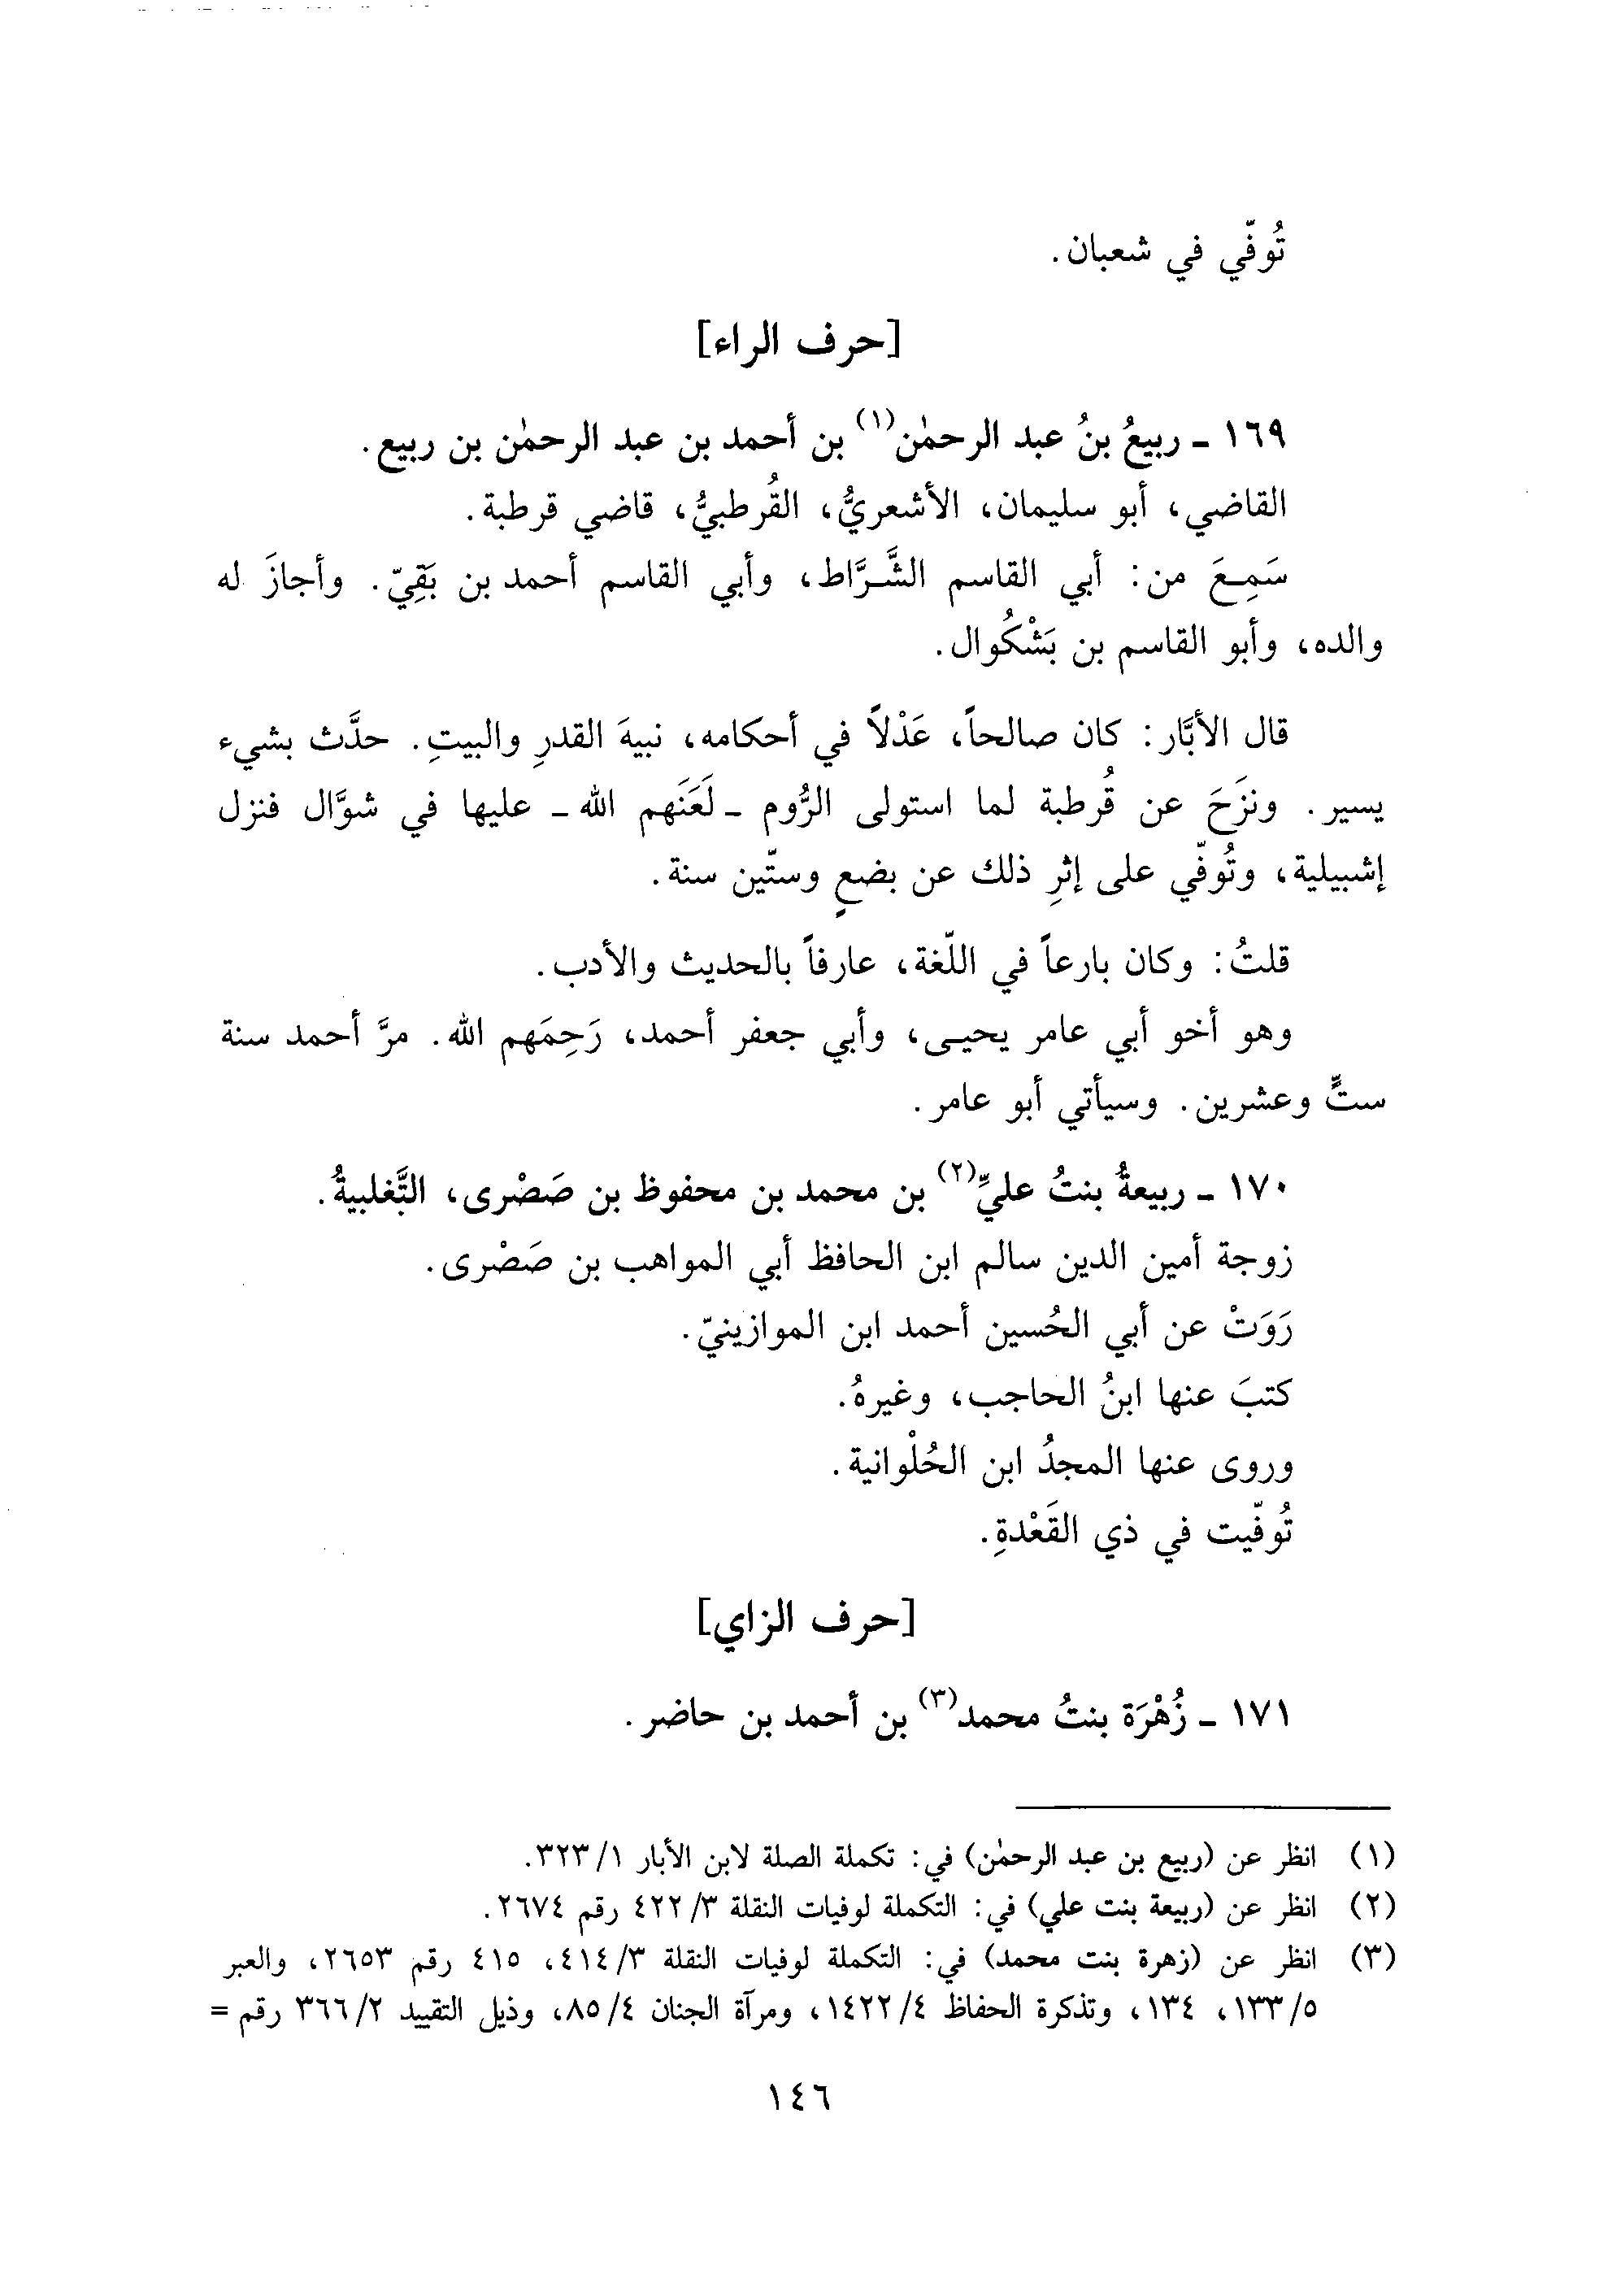 تُوفّي في شعبان.
[حرف الراء]
١٦٩ ـ ربيعُ بنُ عبد الرحمٰن(١) بن أحمد بن عبد الرحمٰن بن ربيع.
القاضي، أبو سليمان، الأشعريُّ، القُرطبيُّ، قاضي قرطبة.
سَمِـعَ من: أبي القاسم الشَّـرَّاط، وأبي القاسم أحمد بن بَقِيّ. وأجازَ له
والده، وأبو القاسم بن بَشْكُوال.
قال الأبَّار: كان صالحاً، عَدْلاً في أحكامه، نبيهَ القدرِ والبيتِ. حدَّث بشيء
يسير. ونزَحَ عن قُرطبة لما استولى الرُّوم ـ لَعَنَهم الله ـ عليها في شوَّال فنزل
إشبيلية، وتُوفّي على إثرِ ذلك عن بضعٍ وستّين سنة.
قلتُ: وكان بارعاً في اللّغة، عارفاً بالحديث والأدب.
وهو أخو أبي عامر يحيـى، وأبي جعفر أحمد، رَحِمَهم الله. مرَّ أحمد سنة
ستٍّ وعشرين. وسيأتي أبو عامر.
١٧٠ ـ ربيعةُ بنتُ عليٍّ(٢) بن محمد بن محفوظ بن صَصْرى، التَّغلبيةُ.
زوجة أمين الدين سالم ابن الحافظ أبي المواهب بن صَصْرى.
رَوَتْ عن أبي الحُسين أحمد ابن الموازينيّ.
كتبَ عنها ابنُ الحاجب، وغيرهُ.
وروى عنها المجدُ ابن الحُلْوانية.
تُوفّيت في ذي القَعْدةِ.
[حرف الزاي]
١٧١ ـ زُهْرَة بنتُ محمد(٣) بن أحمد بن حاضر.
(١) انظر عن (ربيع بن عبد الرحمٰن) في: تكملة الصلة لابن الأبار ١/ ٣٢٣.
(٢) انظر عن (ربيعة بنت علي) في: التكملة لوفيات النقلة ٣/ ٤٢٢ رقم ٢٦٧٤.
(٣) انظر عن (زهرة بنت محمد) في: التكملة لوفيات النقلة ٣/ ٤١٤، ٤١٥ رقم ٢٦٥٣، والعبر
٥/ ١٣٣، ١٣٤، وتذكرة الحفاظ ٤/ ١٤٢٢، ومرآة الجنان ٤/ ٨٥، وذيل التقييد ٢/ ٣٦٦ رقم =
١٤٦